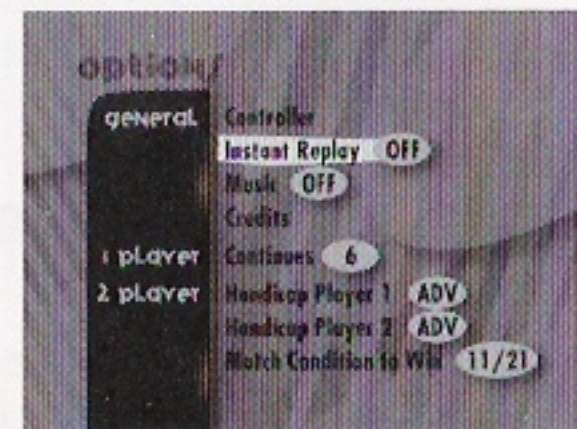 options
general Controller
Instant Replay OFF
Music OFF
Credits
1 player Continues 6
2 player Handicap Player 1 ADV
Handicap Player 2 ADV
Match Condition to Win 11/21